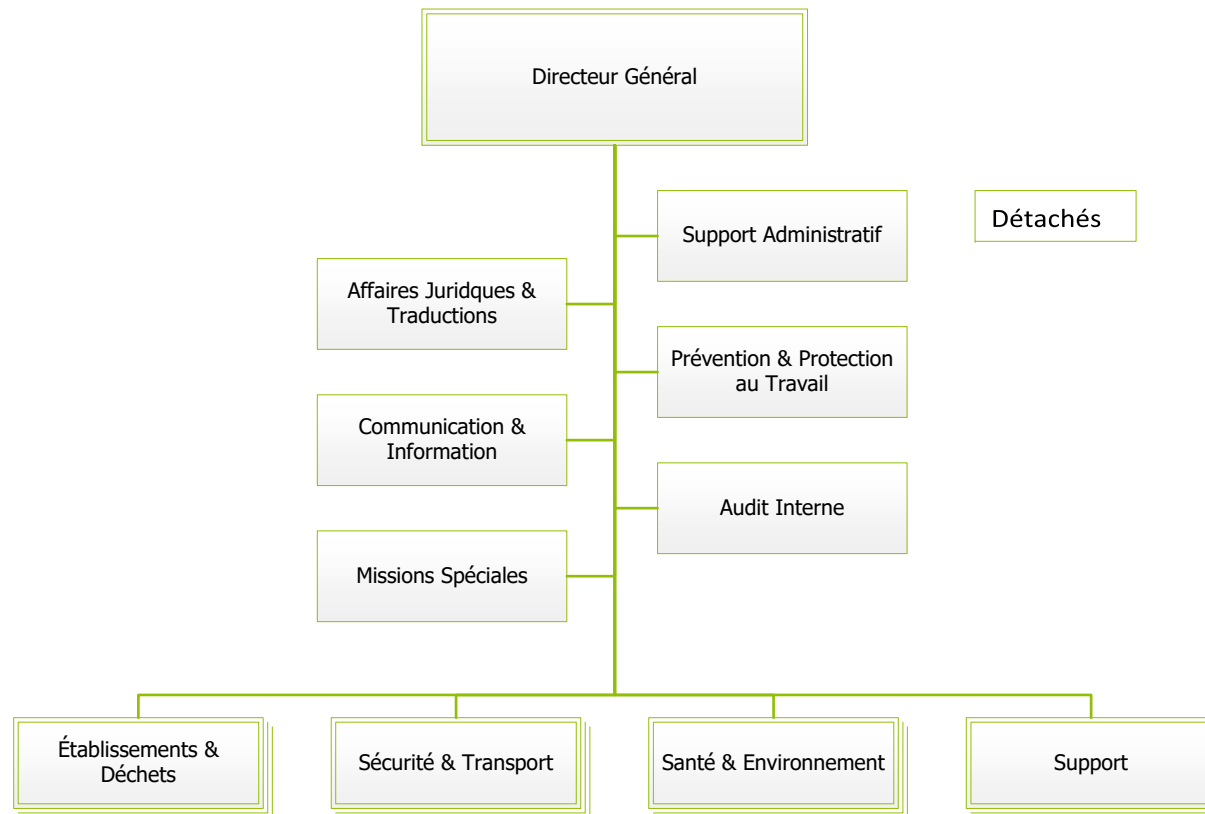 Directeur Général
Support Administratif
Détachés
Affaires Juridques &
Traductions
Prévention & Protection
au Travail
Communication &
Information
Audit Interne
Missions Spéciales
Établissements &
Déchets
Sécurité & Transport
Santé & Environnement
Support